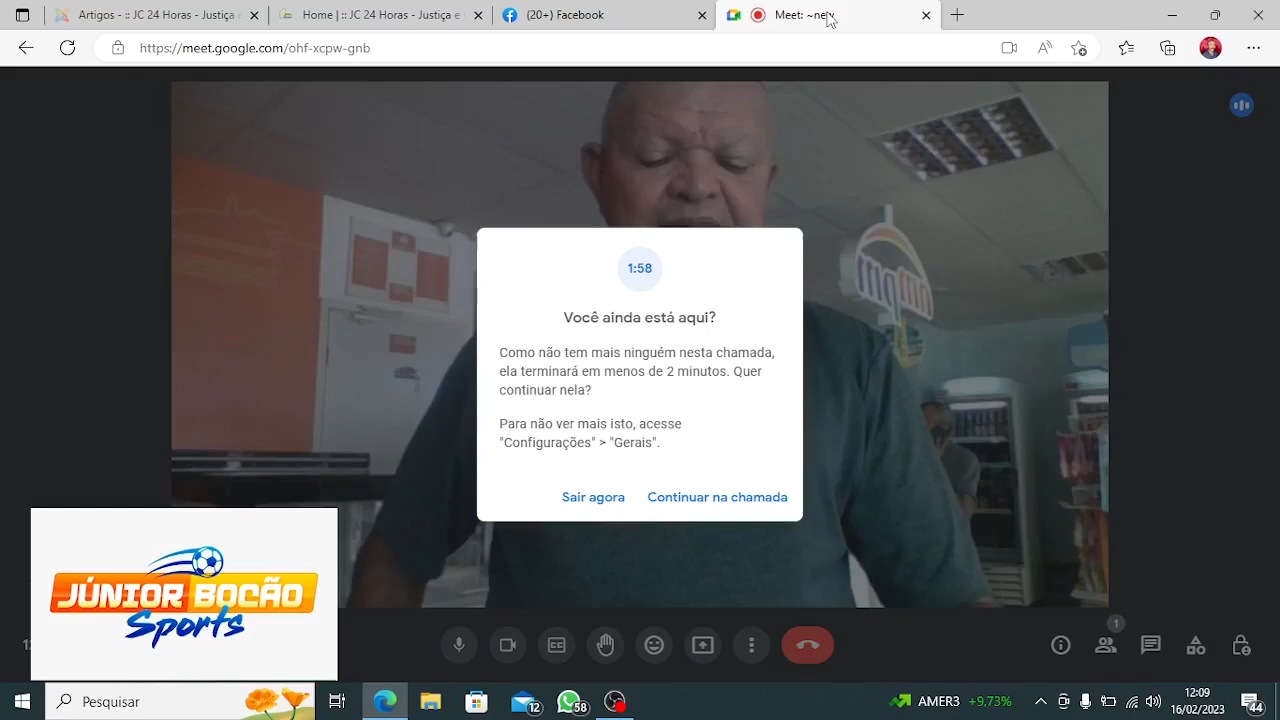 Artigos :: JC 24 Horas - Justiça e
Home | :: JC 24 Horas - Justiça e
(20+) Facebook
Meet: ~new
https://meet.google.com/ohf-xcpw-gnb
1:58
Você ainda está aqui?
Como não tem mais ninguém nesta chamada,
ela terminará em menos de 2 minutos. Quer
continuar nela?
Para não ver mais isto, acesse
"Configurações" > "Gerais".
Sair agora
Continuar na chamada
JÚNIOR BOCÃO
Sports
1
Pesquisar
12
58
AMER3 +9,73%
12:09
16/02/2023
44